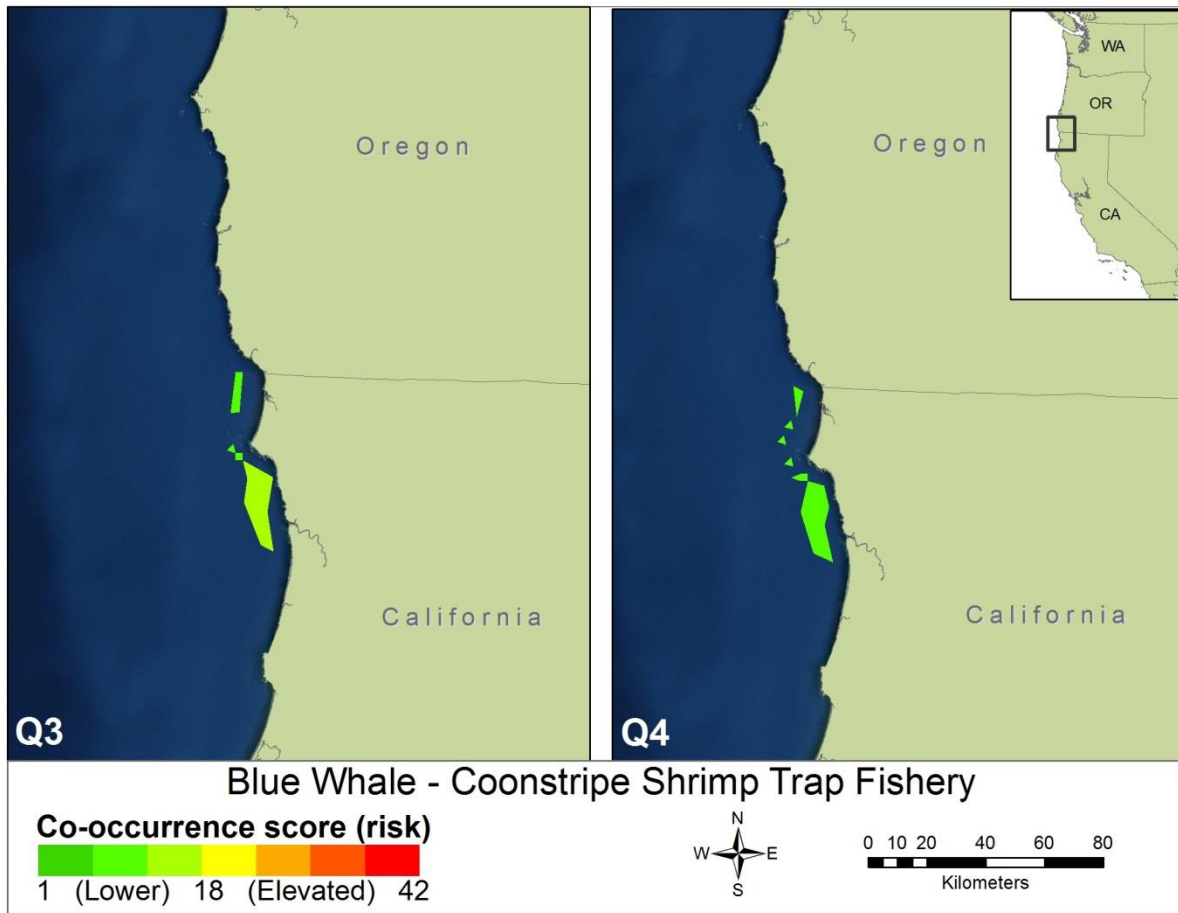 Oregon
California
Q3
Oregon
California
Q4
WA
OR
CA
Blue Whale - Coonstripe Shrimp Trap Fishery
Co-occurrence score (risk)
1 (Lower) 18 (Elevated) 42
N
W E
S
0 10 20 40 60 80
Kilometers